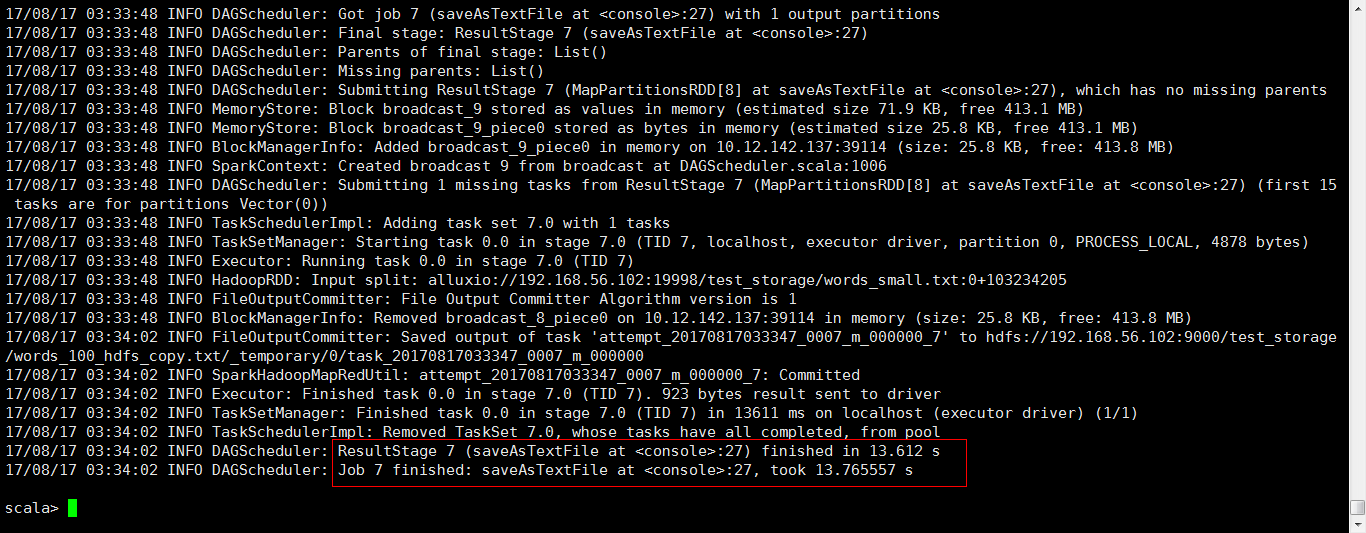 17/08/17 03:33:48 INFO DAGScheduler: Got job 7 (saveAsTextFile at <console>:27) with 1 output partitions
17/08/17 03:33:48 INFO DAGScheduler: Final stage: ResultStage 7 (saveAsTextFile at <console>:27)
17/08/17 03:33:48 INFO DAGScheduler: Parents of final stage: List()
17/08/17 03:33:48 INFO DAGScheduler: Missing parents: List()
17/08/17 03:33:48 INFO DAGScheduler: Submitting ResultStage 7 (MapPartitionsRDD[8] at saveAsTextFile at <console>:27), which has no missing parents
17/08/17 03:33:48 INFO MemoryStore: Block broadcast_9 stored as values in memory (estimated size 71.9 KB, free 413.1 MB)
17/08/17 03:33:48 INFO MemoryStore: Block broadcast_9_piece0 stored as bytes in memory (estimated size 25.8 KB, free 413.1 MB)
17/08/17 03:33:48 INFO BlockManagerInfo: Added broadcast_9_piece0 in memory on 10.12.142.137:39114 (size: 25.8 KB, free: 413.8 MB)
17/08/17 03:33:48 INFO SparkContext: Created broadcast 9 from broadcast at DAGScheduler.scala:1006
17/08/17 03:33:48 INFO DAGScheduler: Submitting 1 missing tasks from ResultStage 7 (MapPartitionsRDD[8] at saveAsTextFile at <console>:27) (first 15
 tasks are for partitions Vector(0))
17/08/17 03:33:48 INFO TaskSchedulerImpl: Adding task set 7.0 with 1 tasks
17/08/17 03:33:48 INFO TaskSetManager: Starting task 0.0 in stage 7.0 (TID 7, localhost, executor driver, partition 0, PROCESS_LOCAL, 4878 bytes)
17/08/17 03:33:48 INFO Executor: Running task 0.0 in stage 7.0 (TID 7)
17/08/17 03:33:48 INFO HadoopRDD: Input split: alluxio://192.168.56.102:19998/test_storage/words_small.txt:0+103234205
17/08/17 03:33:48 INFO FileOutputCommitter: File Output Committer Algorithm version is 1
17/08/17 03:33:48 INFO BlockManagerInfo: Removed broadcast_8_piece0 on 10.12.142.137:39114 in memory (size: 25.8 KB, free: 413.8 MB)
17/08/17 03:34:02 INFO FileOutputCommitter: Saved output of task 'attempt_20170817033347_0007_m_000000_7' to hdfs://192.168.56.102:9000/test_storage
/words_100_hdfs_copy.txt/_temporary/0/task_20170817033347_0007_m_000000
17/08/17 03:34:02 INFO SparkHadoopMapRedUtil: attempt_20170817033347_0007_m_000000_7: Committed
17/08/17 03:34:02 INFO Executor: Finished task 0.0 in stage 7.0 (TID 7). 923 bytes result sent to driver
17/08/17 03:34:02 INFO TaskSetManager: Finished task 0.0 in stage 7.0 (TID 7) in 13611 ms on localhost (executor driver) (1/1)
17/08/17 03:34:02 INFO TaskSchedulerImpl: Removed TaskSet 7.0, whose tasks have all completed, from pool
17/08/17 03:34:02 INFO DAGScheduler: ResultStage 7 (saveAsTextFile at <console>:27) finished in 13.612 s
17/08/17 03:34:02 INFO DAGScheduler: Job 7 finished: saveAsTextFile at <console>:27, took 13.765557 s
scala>